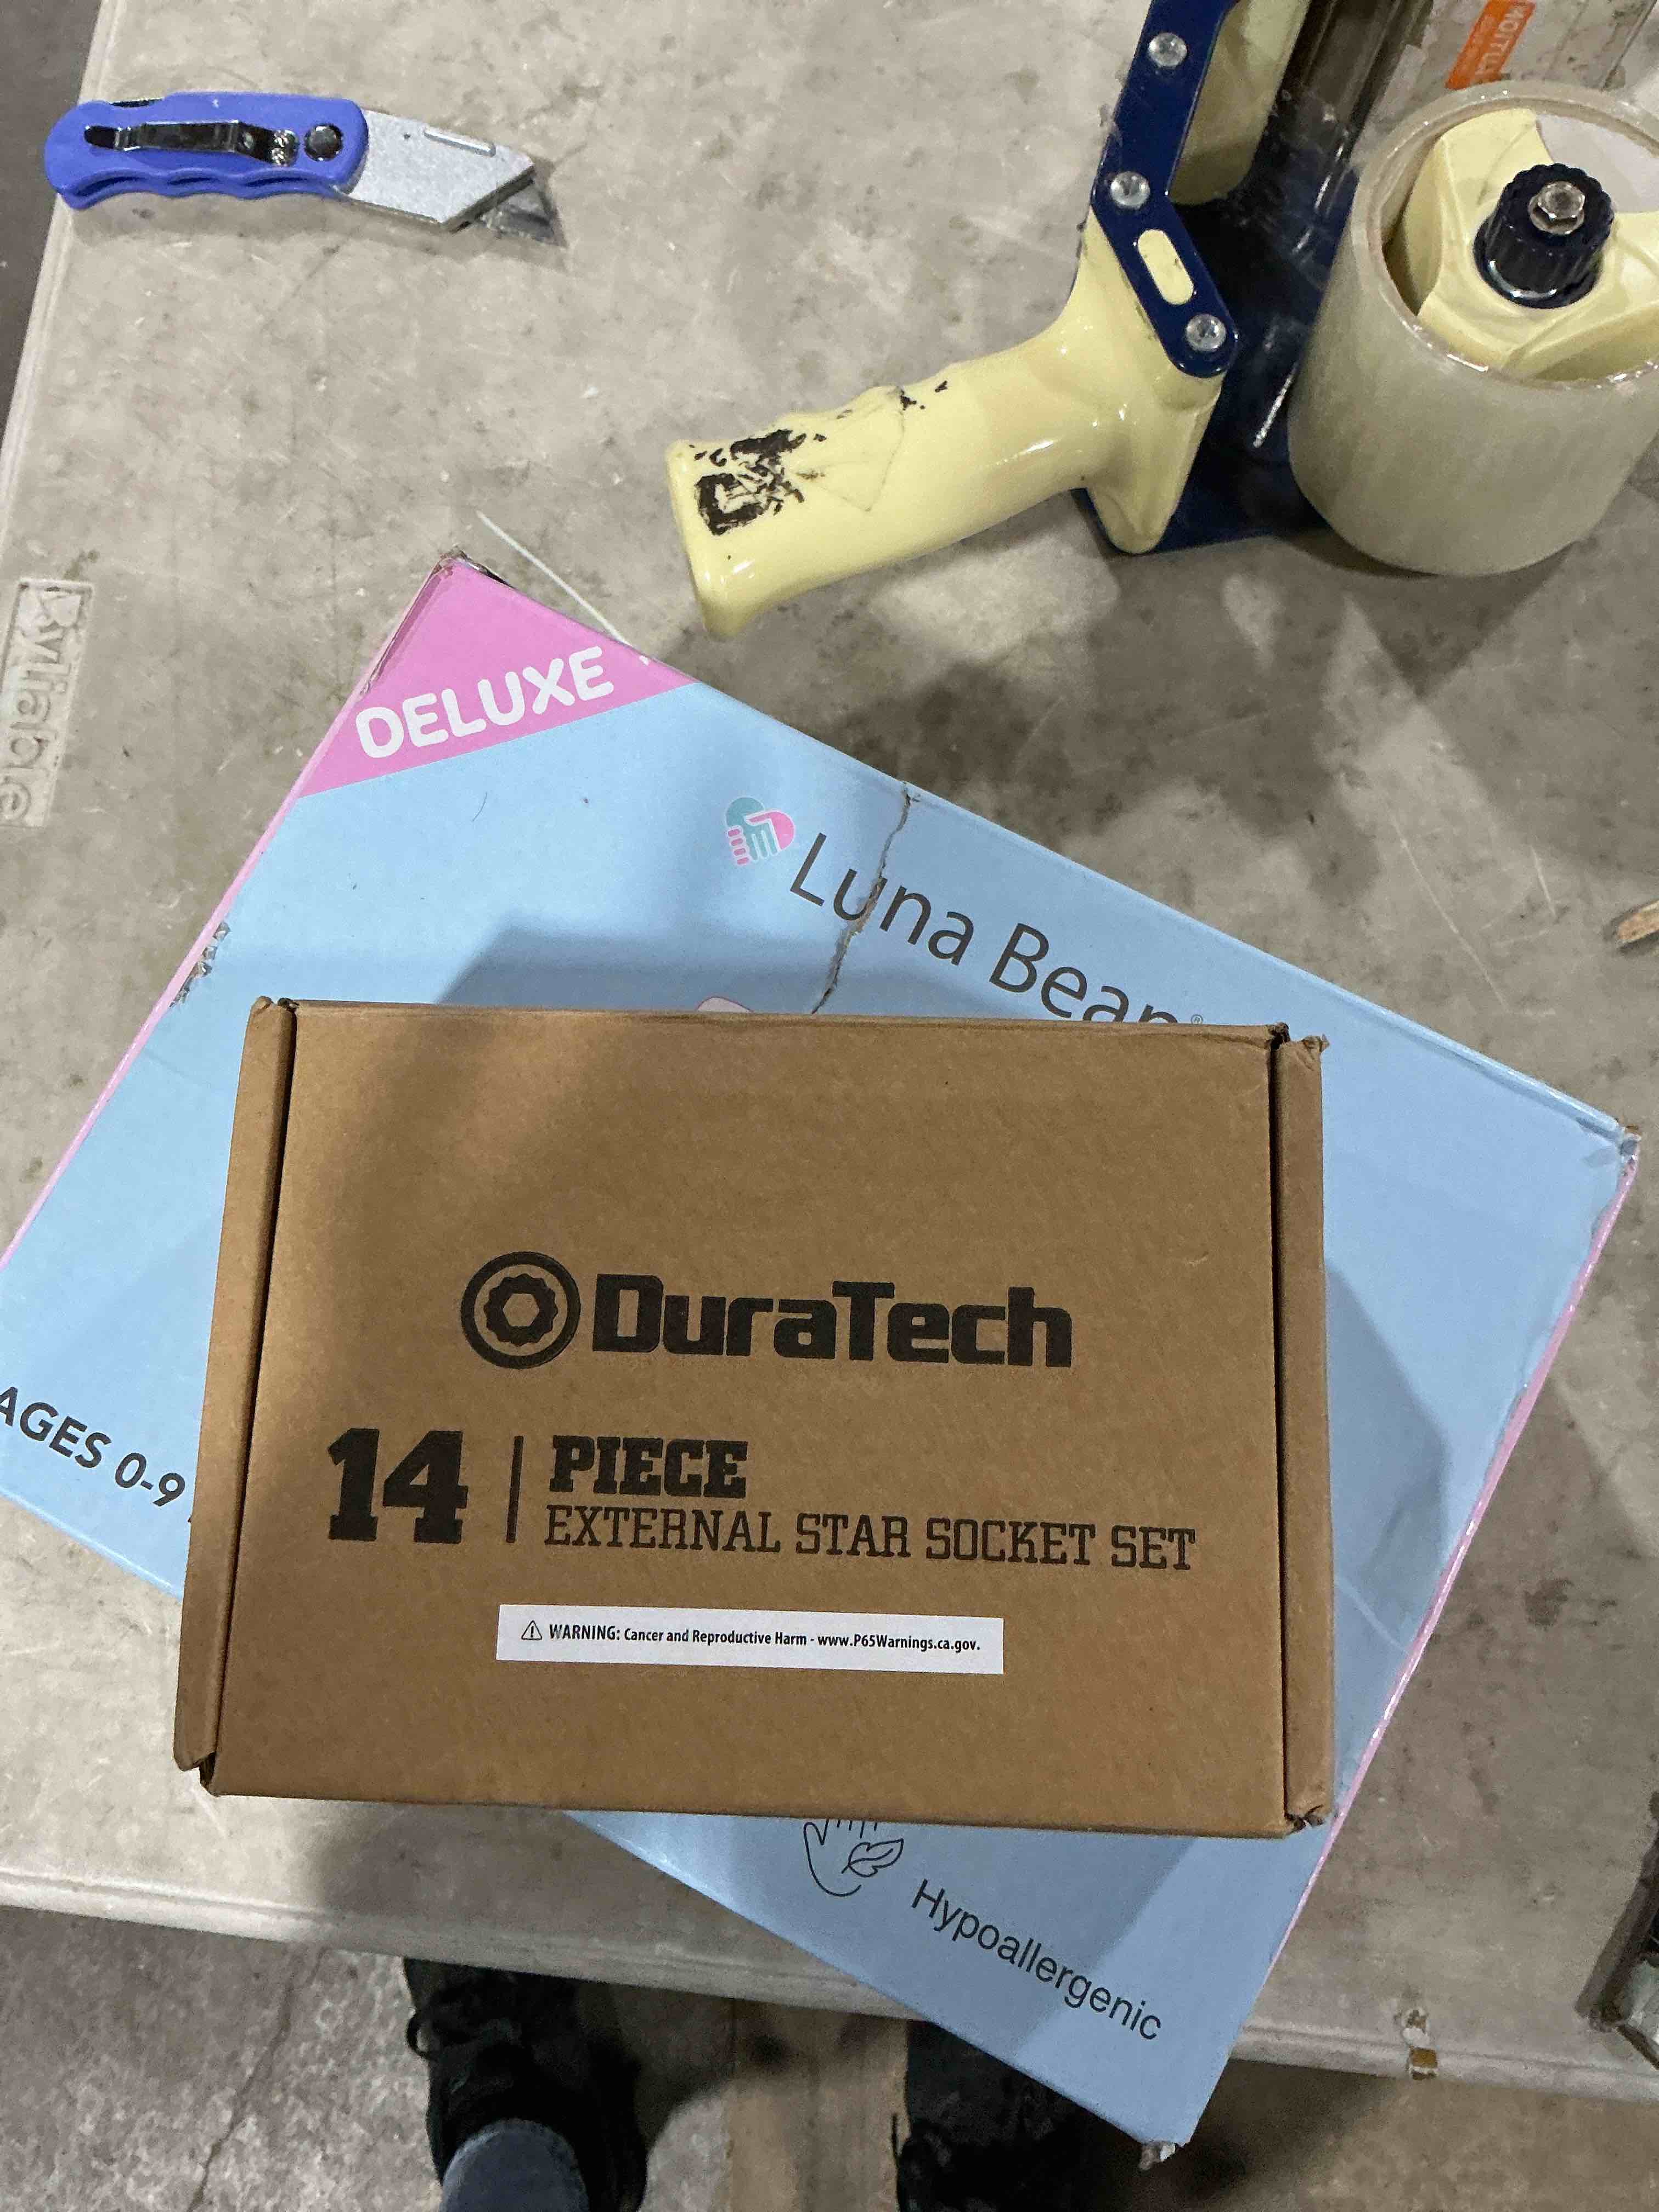 Ryliable
DELUXE
Luna Bean®
DuraTech
14 PIECE
EXTERNAL STAR SOCKET SET
⚠ WARNING: Cancer and Reproductive Harm - www.P65Warnings.ca.gov.
AGES 0-9
Hypoallergenic